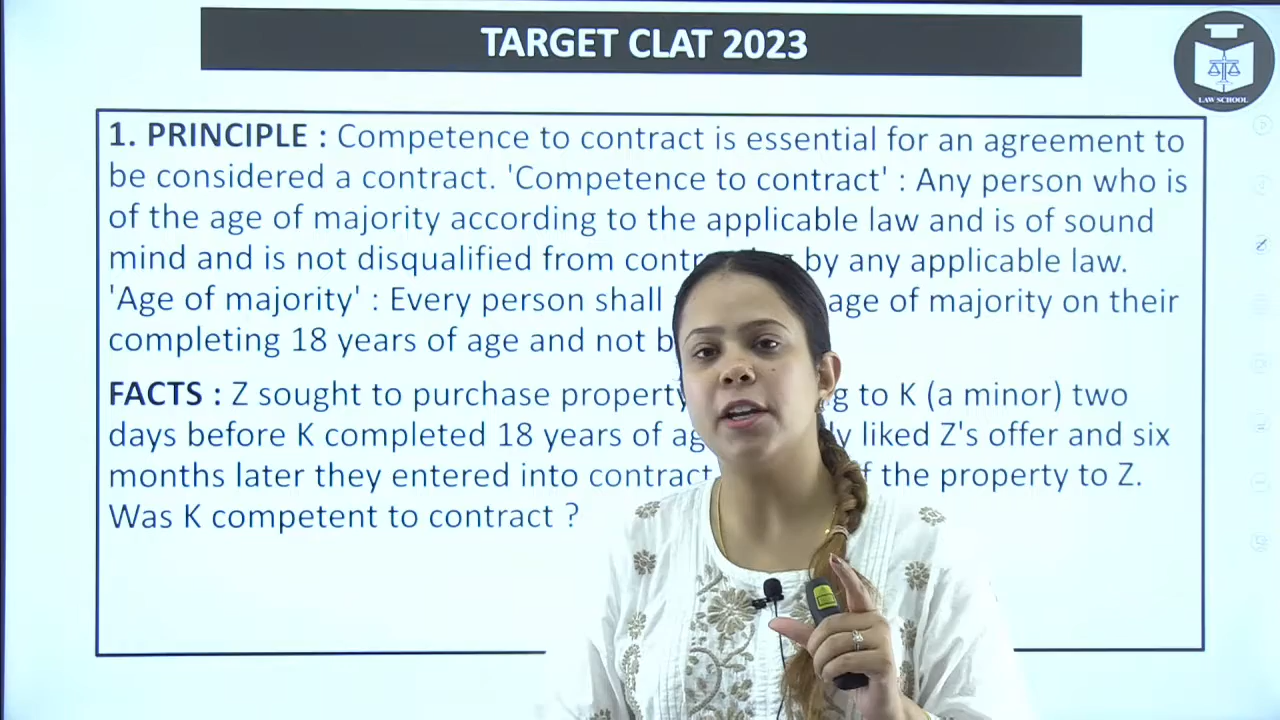 TARGET CLAT 2023
LAW SCHOOL
1. PRINCIPLE : Competence to contract is essential for an agreement to
be considered a contract. 'Competence to contract' : Any person who is
of the age of majority according to the applicable law and is of sound
mind and is not disqualified from by any applicable law.
'Age of majority' : Every person shall age of majority on their
completing 18 years of age and not
FACTS : Z sought to purchase property to K (a minor) two
days before K completed 18 years of liked Z's offer and six
months later they entered into contract the property to Z.
Was K competent to contract ?